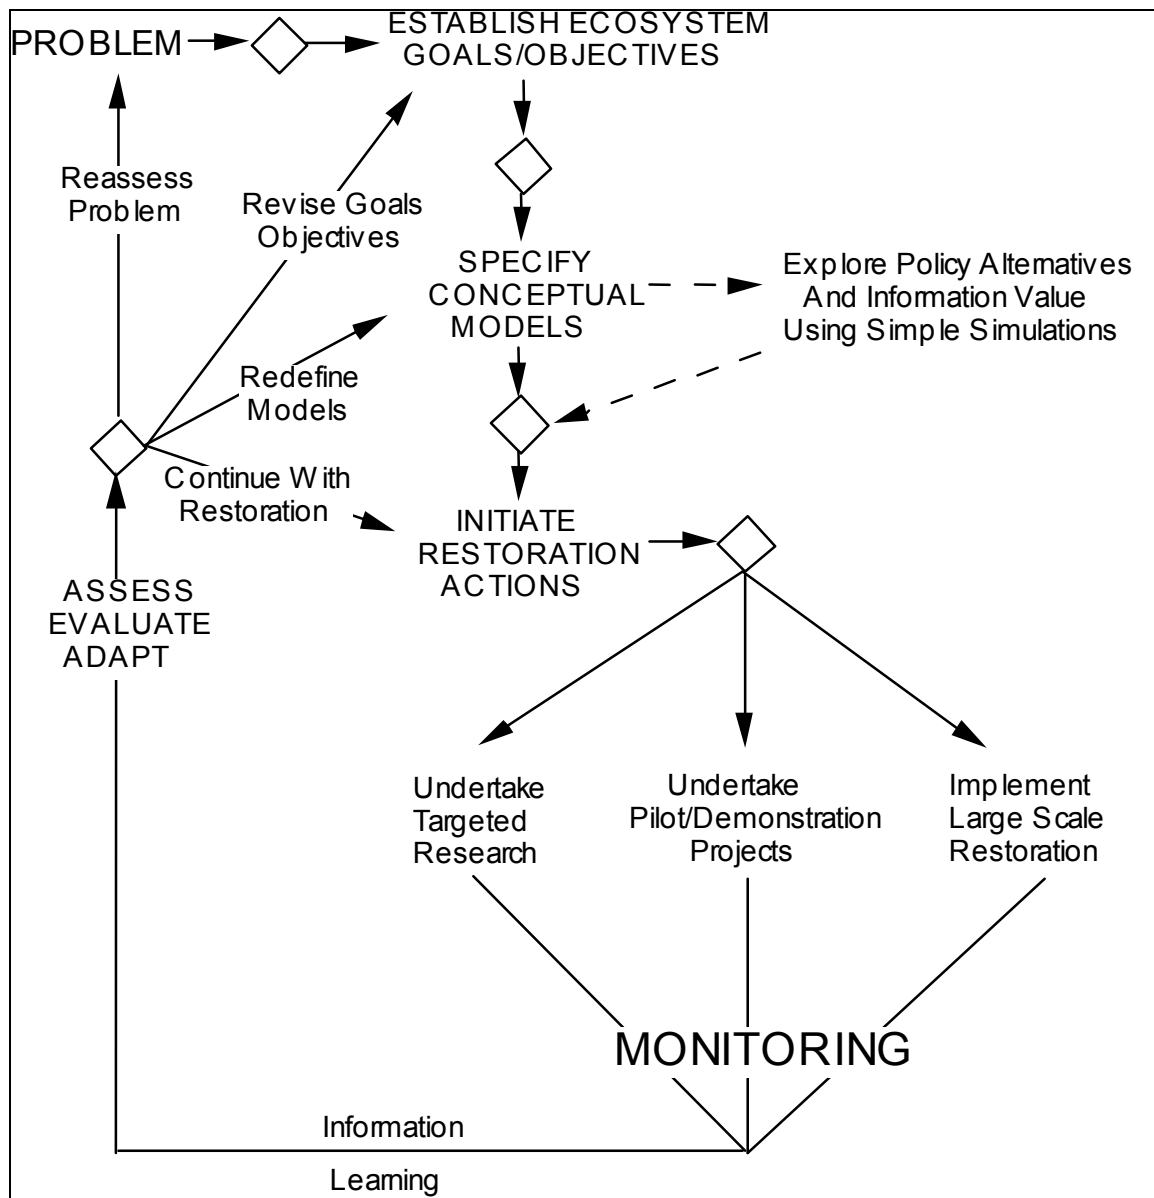 PROBLEM
ESTABLISH ECOSYSTEM
GOALS/OBJECTIVES
Reassess
Problem
Revise Goals
Objectives
SPECIFY
CONCEPTUAL
MODELS
Explore Policy Alternatives
And Information Value
Using Simple Simulations
Redefine
Models
Continue With
Restoration
INITIATE
RESTORATION
ACTIONS
ASSESS
EVALUATE
ADAPT
Undertake
Targeted
Research
Undertake
Pilot/Demonstration
Projects
Implement
Large Scale
Restoration
MONITORING
Information
Learning